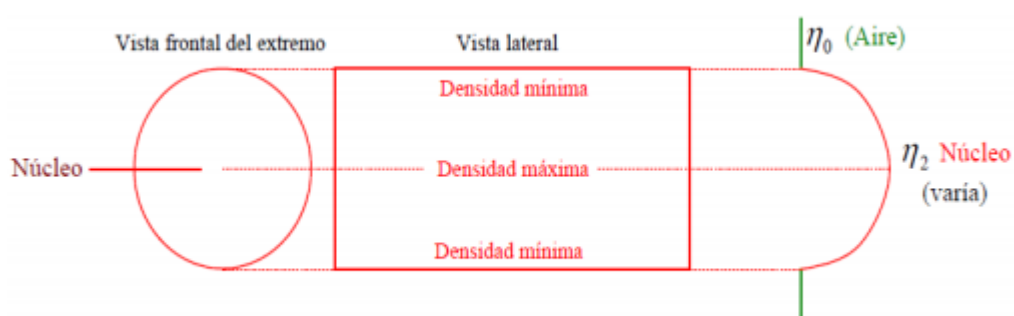 Vista frontal del extremo
Vista lateral
η0 (Aire)
Densidad mínima
Núcleo
Densidad máxima
η2 Núcleo
(varía)
Densidad mínima